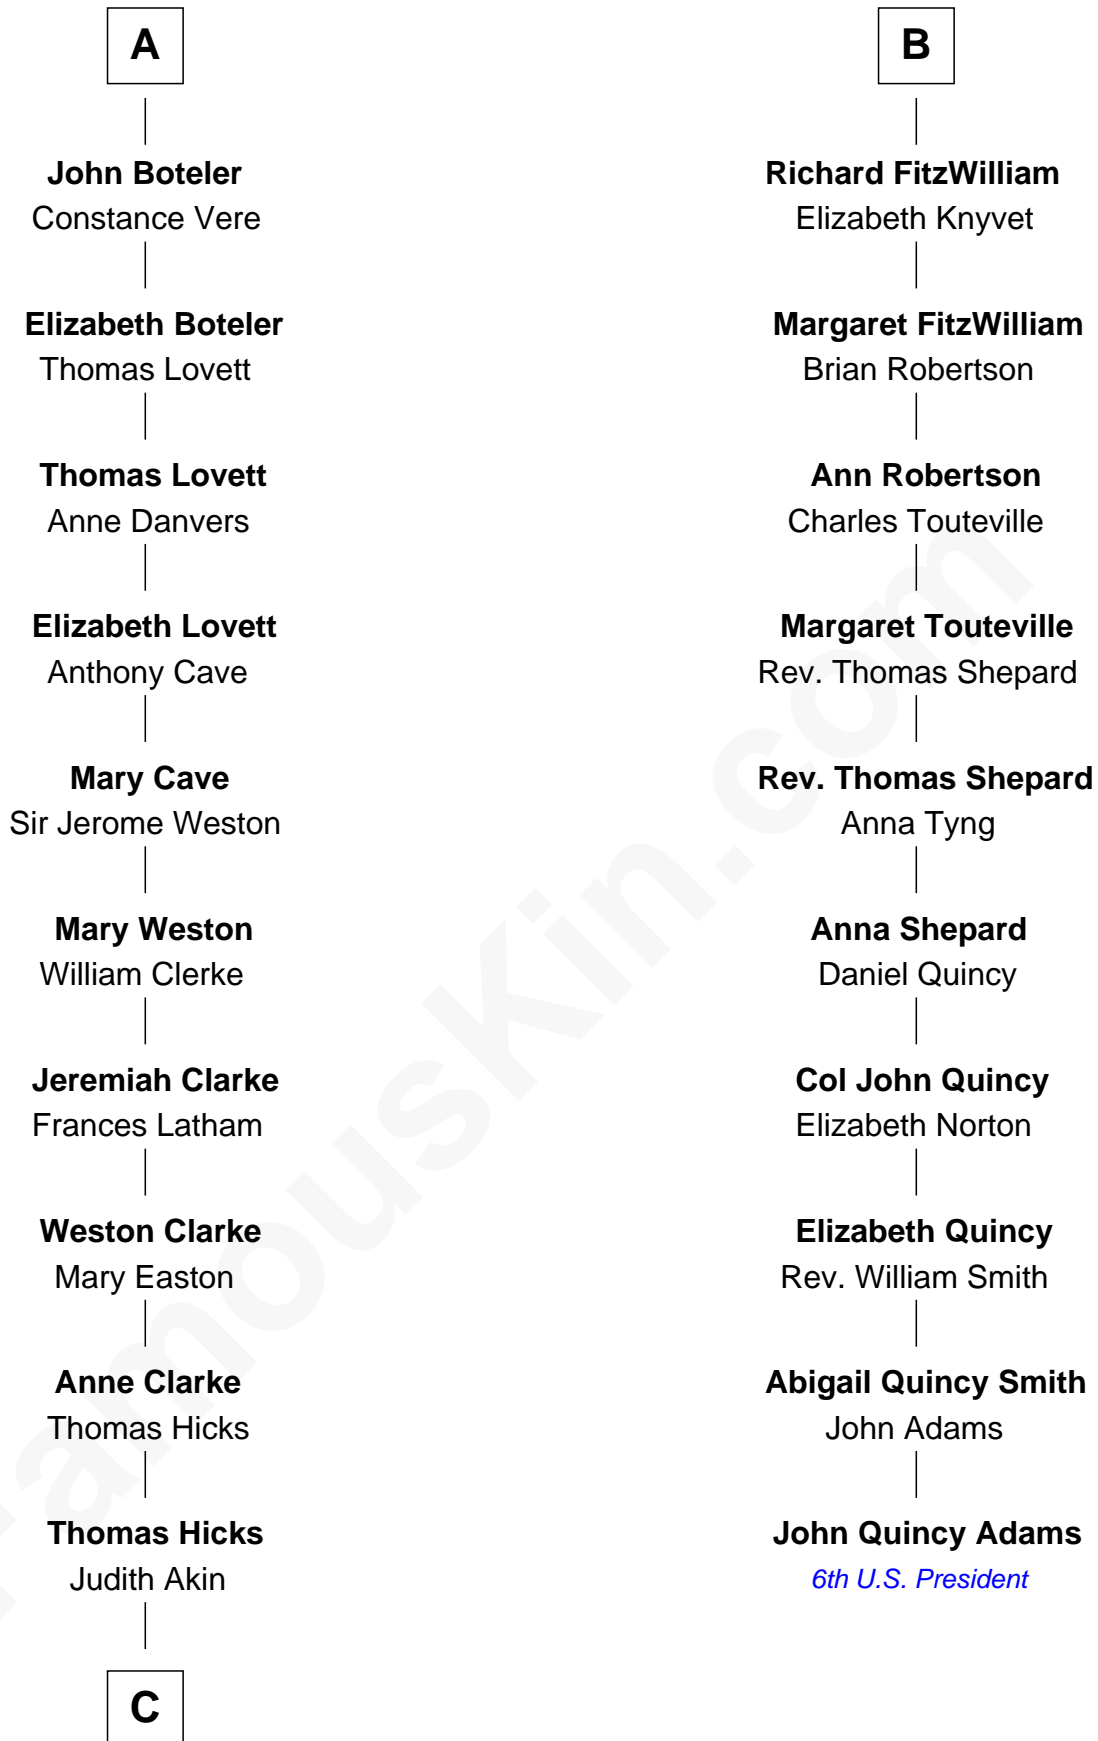 A
John Boteler
Constance Vere
Elizabeth Boteler
Thomas Lovett
Thomas Lovett
Anne Danvers
Elizabeth Lovett
Anthony Cave
Mary Cave
Sir Jerome Weston
Mary Weston
William Clerke
Jeremiah Clarke
Frances Latham
Weston Clarke
Mary Easton
Anne Clarke
Thomas Hicks
Thomas Hicks
Judith Akin
C
B
Richard FitzWilliam
Elizabeth Knyvet
Margaret FitzWilliam
Brian Robertson
Ann Robertson
Charles Touteville
Margaret Touteville
Rev. Thomas Shepard
Rev. Thomas Shepard
Anna Tyng
Anna Shepard
Daniel Quincy
Col John Quincy
Elizabeth Norton
Elizabeth Quincy
Rev. William Smith
Abigail Quincy Smith
John Adams
John Quincy Adams
6th U.S. President
FamousKin.com